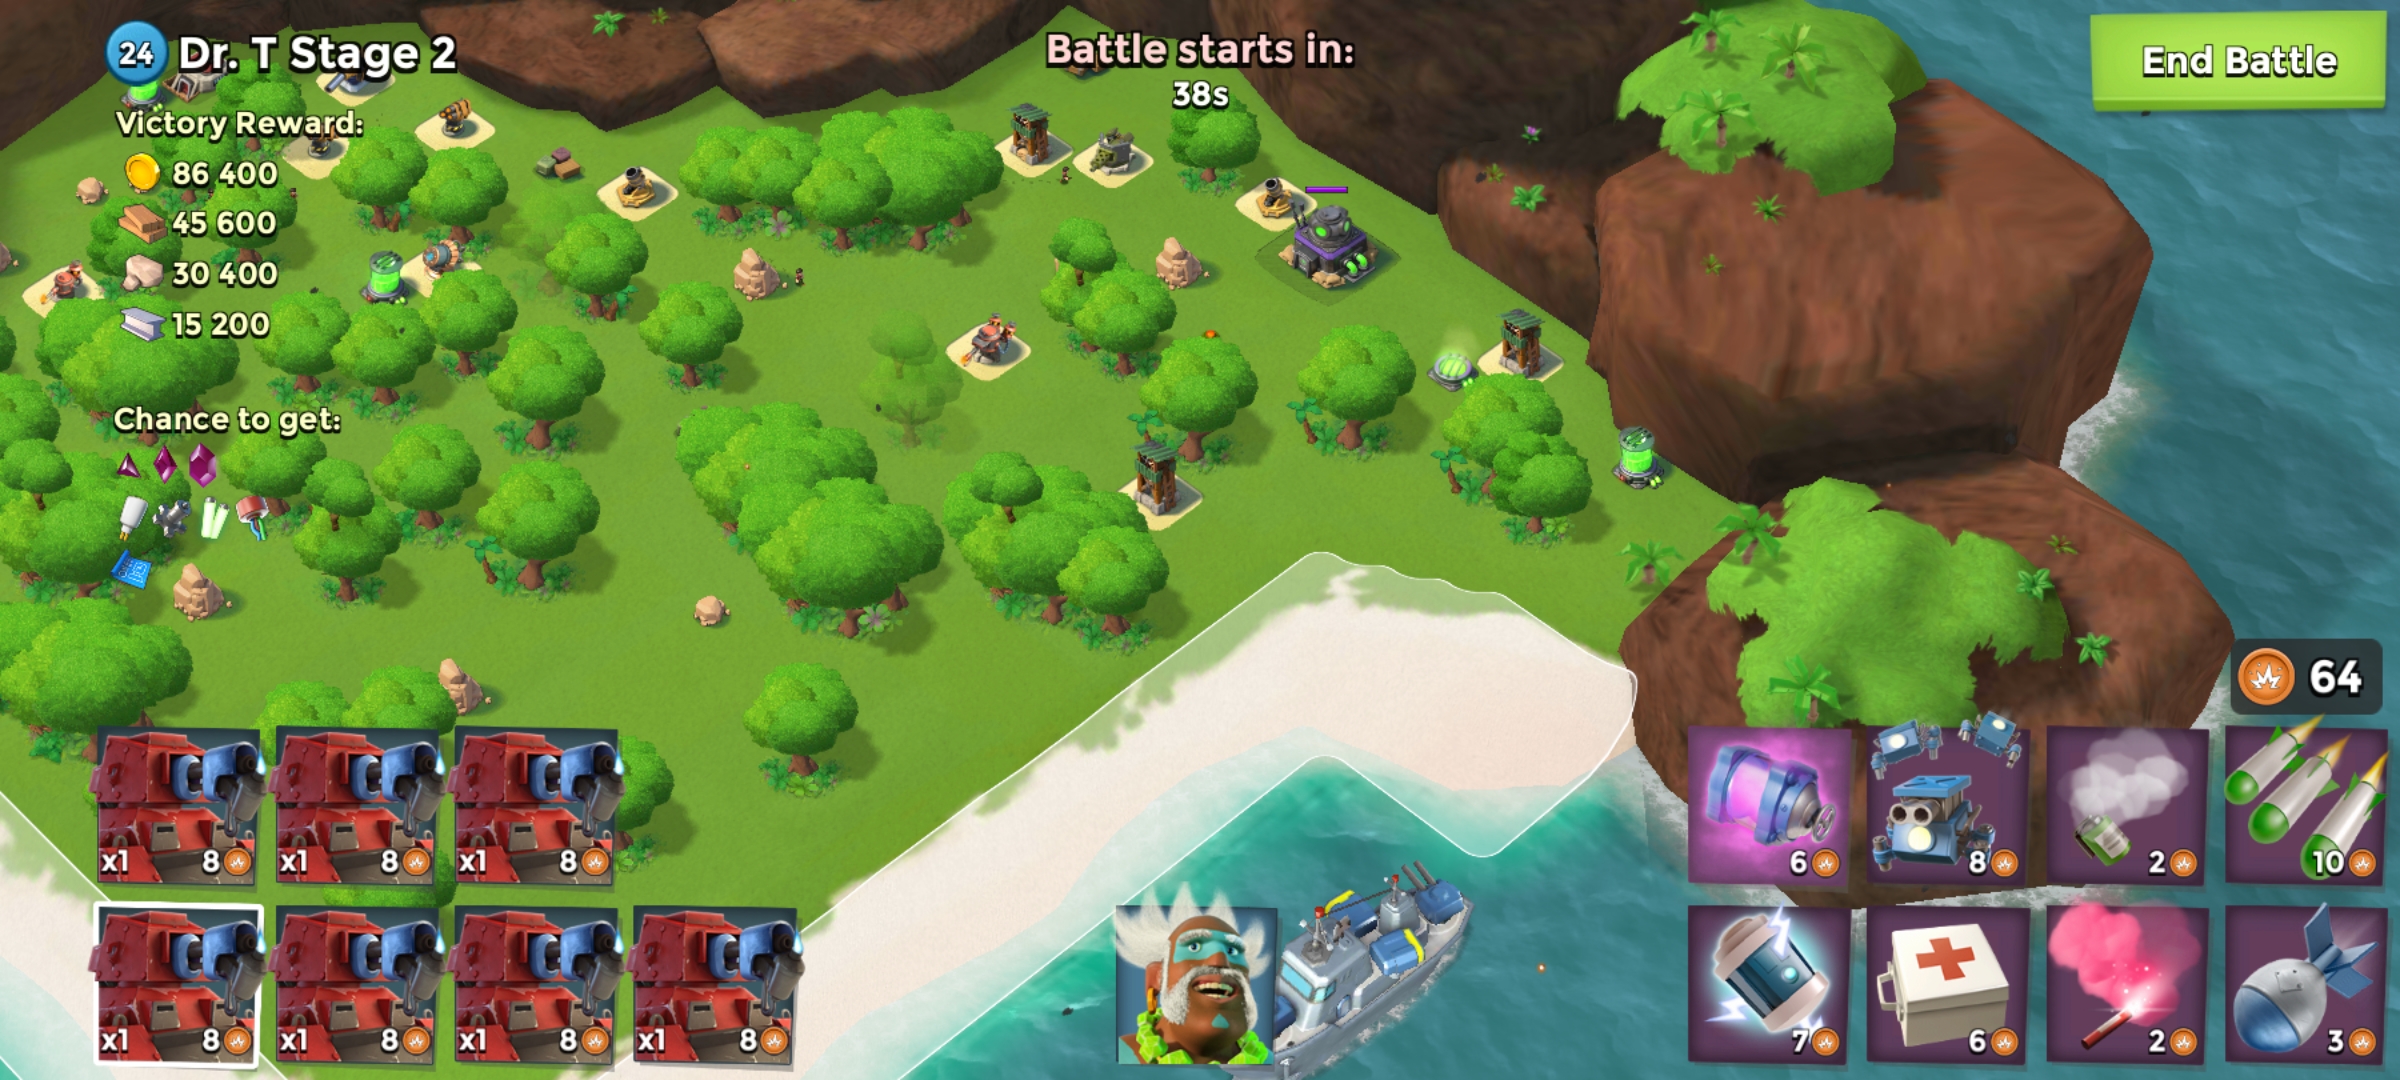 24 Dr. T Stage 2
Battle starts in:
38s
End Battle
Victory Reward:
86 400
45 600
30 400
15 200
Chance to get:
64
x1 8
x1 8
x1 8
6
8
2
10
x1 8
x1 8
x1 8
x1 8
7
6
2
3